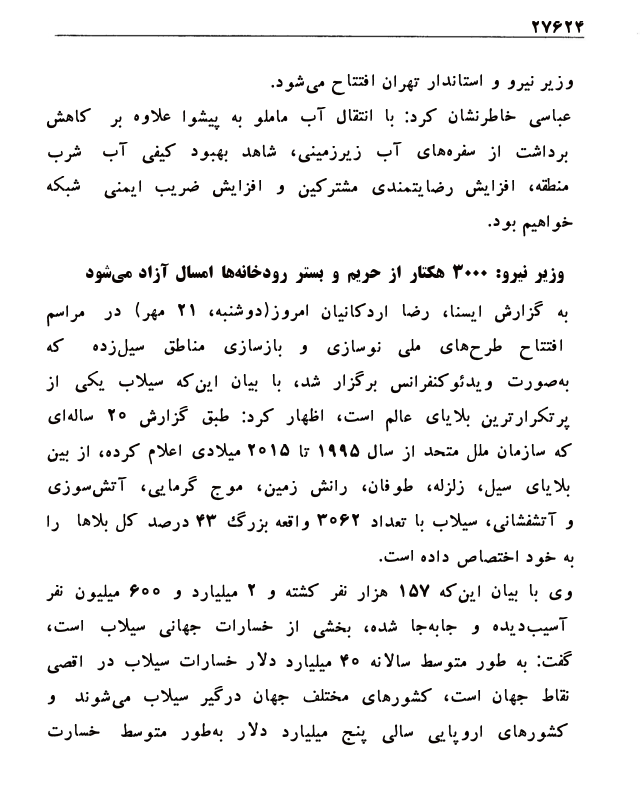 ۲۷۶۲۴
وزیر نیرو و استاندار تهران افتتاح می‌شود.
عباسی خاطرنشان کرد: با انتقال آب ماملو به پیشوا علاوه بر کاهش
برداشت از سفره‌های آب زیرزمینی، شاهد بهبود کیفی آب شرب
منطقه، افزایش رضایتمندی مشترکین و افزایش ضریب ایمنی شبکه
خواهیم بود.
وزیر نیرو: ۳۰۰۰ هکتار از حریم و بستر رودخانه‌ها امسال آزاد می‌شود
به گزارش ایسنا، رضا اردکانیان امروز(دوشنبه، ۲۱ مهر) در مراسم
افتتاح طرح‌های ملی نوسازی و بازسازی مناطق سیل‌زده که
به‌صورت ویدئوکنفرانس برگزار شد، با بیان این‌که سیلاب یکی از
پرتکرارترین بلایای عالم است، اظهار کرد: طبق گزارش ۲۰ ساله‌ای
که سازمان ملل متحد از سال ۱۹۹۵ تا ۲۰۱۵ میلادی اعلام کرده، از بین
بلایای سیل، زلزله، طوفان، رانش زمین، موج گرمایی، آتش‌سوزی
و آتشفشانی، سیلاب با تعداد ۳۰۶۲ واقعه بزرگ ۴۳ درصد کل بلاها را
به خود اختصاص داده است.
وی با بیان این‌که ۱۵۷ هزار نفر کشته و ۲ میلیارد و ۶۰۰ میلیون نفر
آسیب‌دیده و جابه‌جا شده، بخشی از خسارات جهانی سیلاب است،
گفت: به طور متوسط سالانه ۴۰ میلیارد دلار خسارات سیلاب در اقصی
نقاط جهان است، کشورهای مختلف جهان درگیر سیلاب می‌شوند و
کشورهای اروپایی سالی پنج میلیارد دلار به‌طور متوسط خسارت